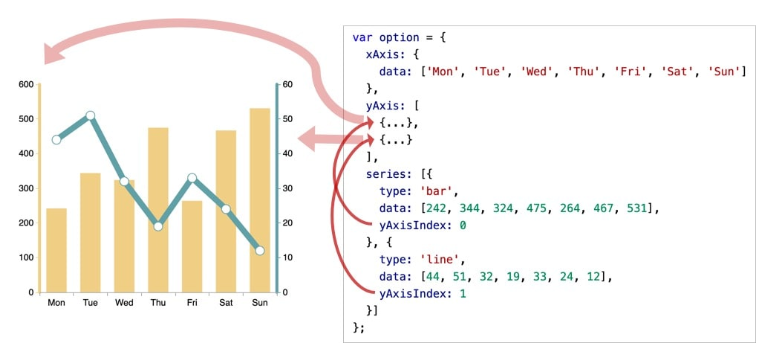 600
500
400
300
200
100
0
60
50
40
30
20
10
0
Mon Tue Wed Thu Fri Sat Sun
var option = {
  xAxis: {
    data: ['Mon', 'Tue', 'Wed', 'Thu', 'Fri', 'Sat', 'Sun']
  },
  yAxis: [
    {...},
    {...}
  ],
  series: [{
    type: 'bar',
    data: [242, 344, 324, 475, 264, 467, 531],
    yAxisIndex: 0
  }, {
    type: 'line',
    data: [44, 51, 32, 19, 33, 24, 12],
    yAxisIndex: 1
  }]
};